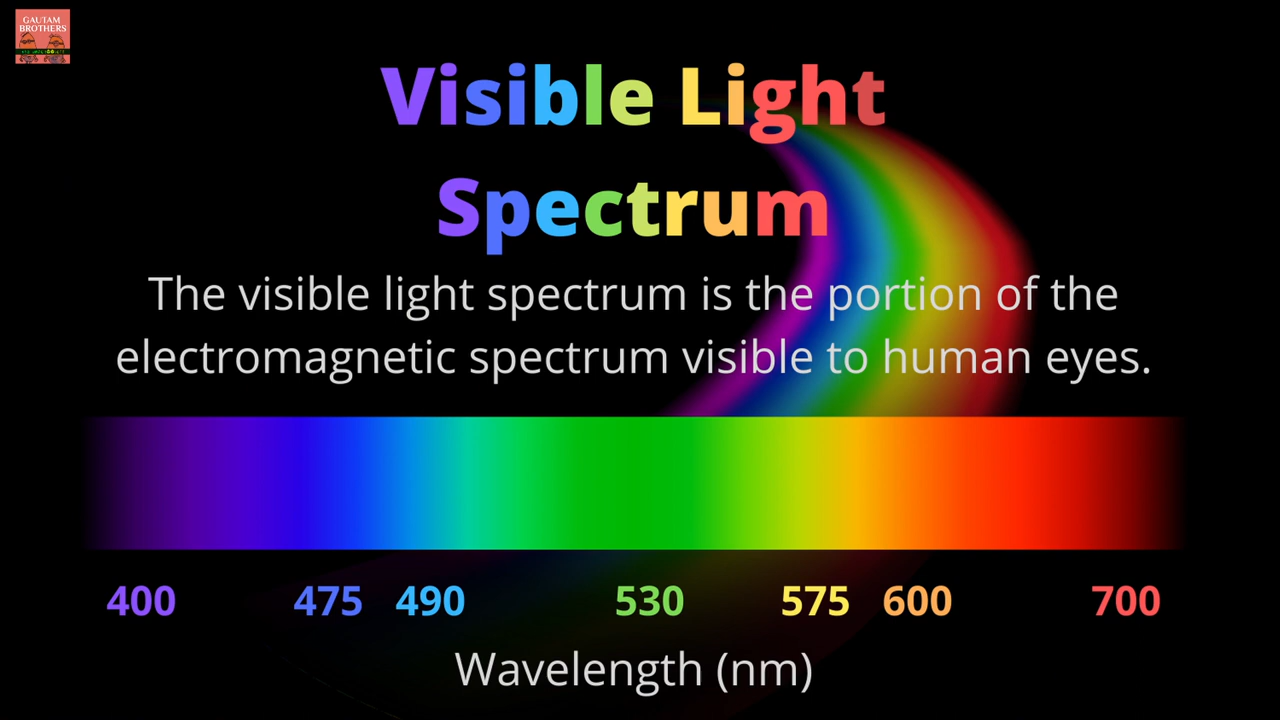 GAUTAM
BROTHERS
Visible Light
Spectrum
The visible light spectrum is the portion of the
electromagnetic spectrum visible to human eyes.
400 475 490 530 575 600 700
Wavelength (nm)